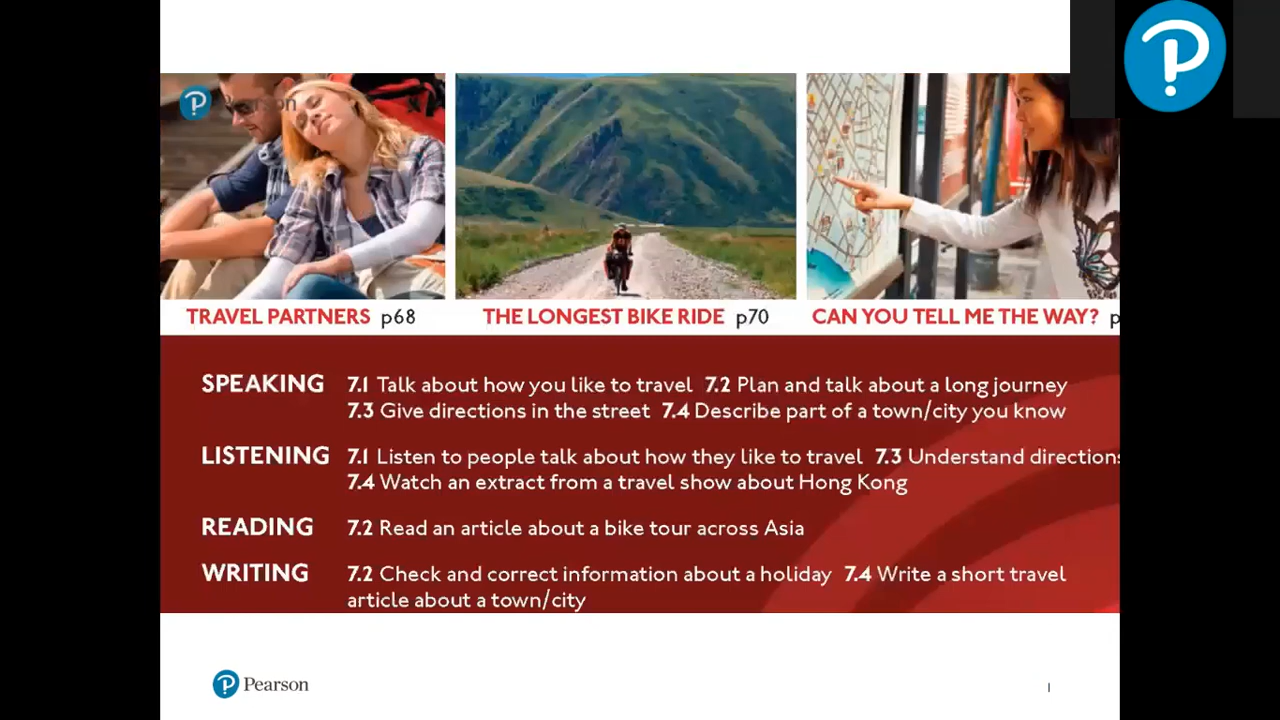 Pearson
TRAVEL PARTNERS p68
THE LONGEST BIKE RIDE p70
CAN YOU TELL ME THE WAY? p
SPEAKING 7.1 Talk about how you like to travel 7.2 Plan and talk about a long journey
7.3 Give directions in the street 7.4 Describe part of a town/city you know
LISTENING 7.1 Listen to people talk about how they like to travel 7.3 Understand directions
7.4 Watch an extract from a travel show about Hong Kong
READING 7.2 Read an article about a bike tour across Asia
WRITING 7.2 Check and correct information about a holiday 7.4 Write a short travel
article about a town/city
Pearson
1